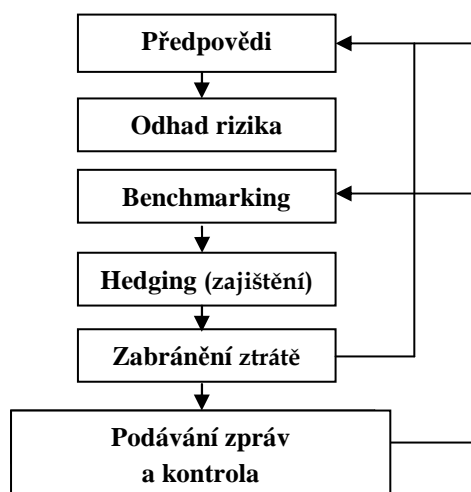 Předpovědi
Odhad rizika
Benchmarking
Hedging (zajištění)
Zabránění ztrátě
Podávání zpráv
a kontrola